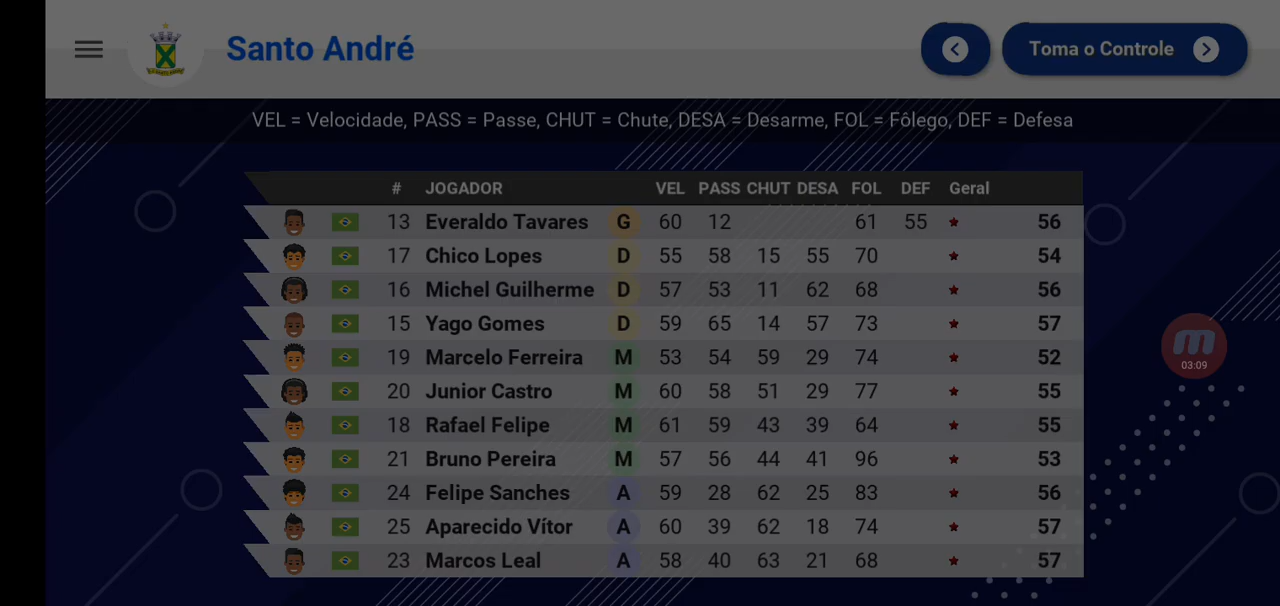 Santo André
Toma o Controle
VEL = Velocidade, PASS = Passe, CHUT = Chute, DESA = Desarme, FOL = Fôlego, DEF = Defesa
# JOGADOR VEL PASS CHUT DESA FOL DEF Geral
13 Everaldo Tavares G 60 12 61 55 56
17 Chico Lopes D 55 58 15 55 70 54
16 Michel Guilherme D 57 53 11 62 68 56
15 Yago Gomes D 59 65 14 57 73 57
19 Marcelo Ferreira M 53 54 59 29 74 52
20 Junior Castro M 60 58 51 29 77 55
18 Rafael Felipe M 61 59 43 39 64 55
21 Bruno Pereira M 57 56 44 41 96 53
24 Felipe Sanches A 59 28 62 25 83 56
25 Aparecido Vítor A 60 39 62 18 74 57
23 Marcos Leal A 58 40 63 21 68 57
03:09